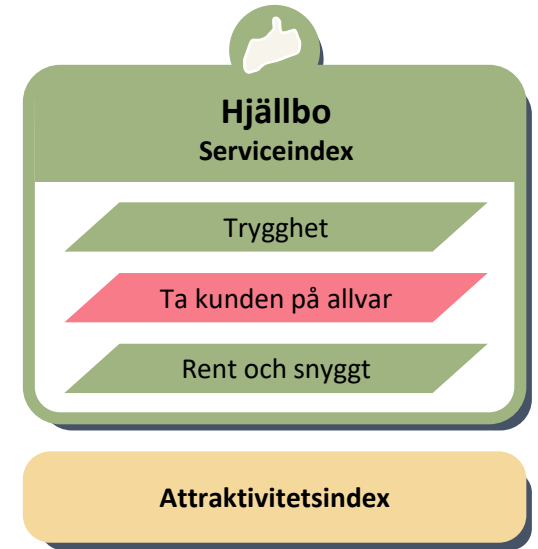 Hjällbo
Serviceindex
Trygghet
Ta kunden på allvar
Rent och snyggt
Attraktivitetsindex